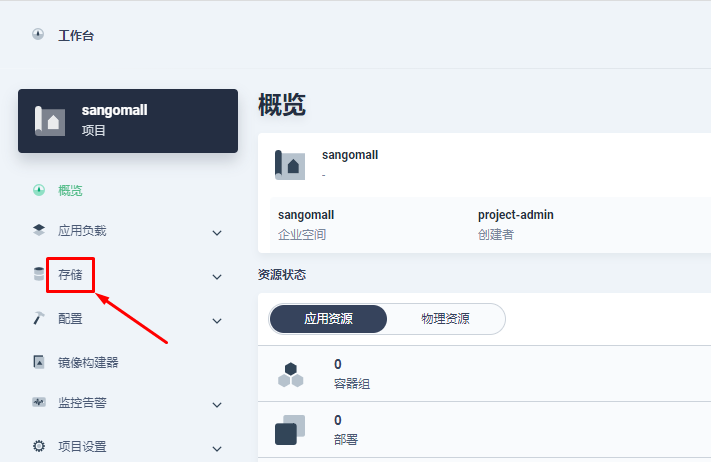 工作台
sangomall
项目
概览
应用负载
存储
配置
镜像构建器
监控告警
项目设置
概览
sangomall
-
sangomall
企业空间
project-admin
创建者
资源状态
应用资源
物理资源
0
容器组
0
部署